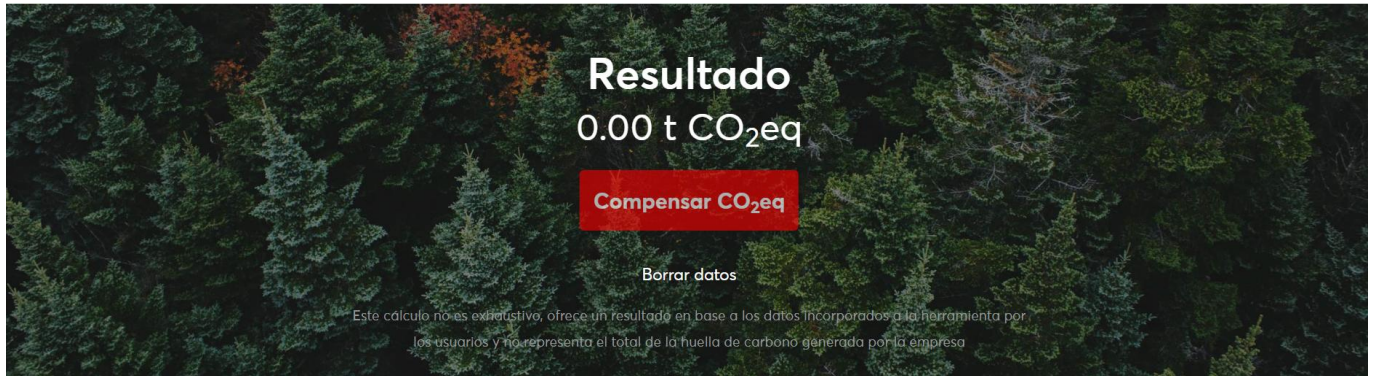 Resultado
0.00 t CO₂eq
Compensar CO₂eq
Borrar datos
Este cálculo no es exhaustivo, ofrece un resultado en base a los datos incorporados a la herramienta por
los usuarios y no representa el total de la huella de carbono generada por la empresa